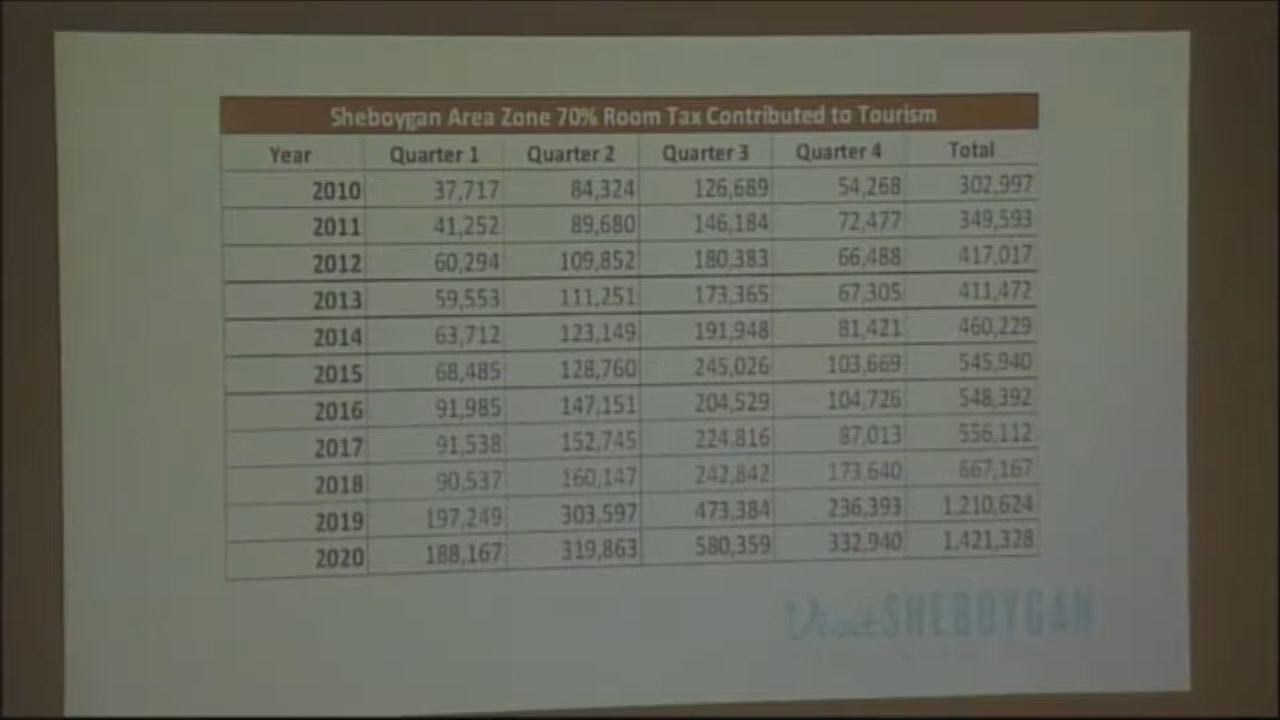 Sheboygan Area Zone 70% Room Tax Contributed to Tourism
Year Quarter 1 Quarter 2 Quarter 3 Quarter 4 Total
2010 37,717 84,324 126,689 54,268 302,997
2011 41,252 89,680 146,184 72,477 349,593
2012 60,294 109,852 180,383 66,488 417,017
2013 59,553 111,251 173,365 67,305 411,472
2014 63,712 123,149 191,948 81,421 460,229
2015 68,485 128,760 245,026 103,669 545,940
2016 91,985 147,151 204,529 104,726 548,392
2017 91,538 152,745 224,816 87,013 556,112
2018 90,537 160,147 242,842 173,640 667,167
2019 197,249 303,597 473,384 236,393 1,210,624
2020 188,167 319,863 580,359 332,940 1,421,328
Visit SHEBOYGAN